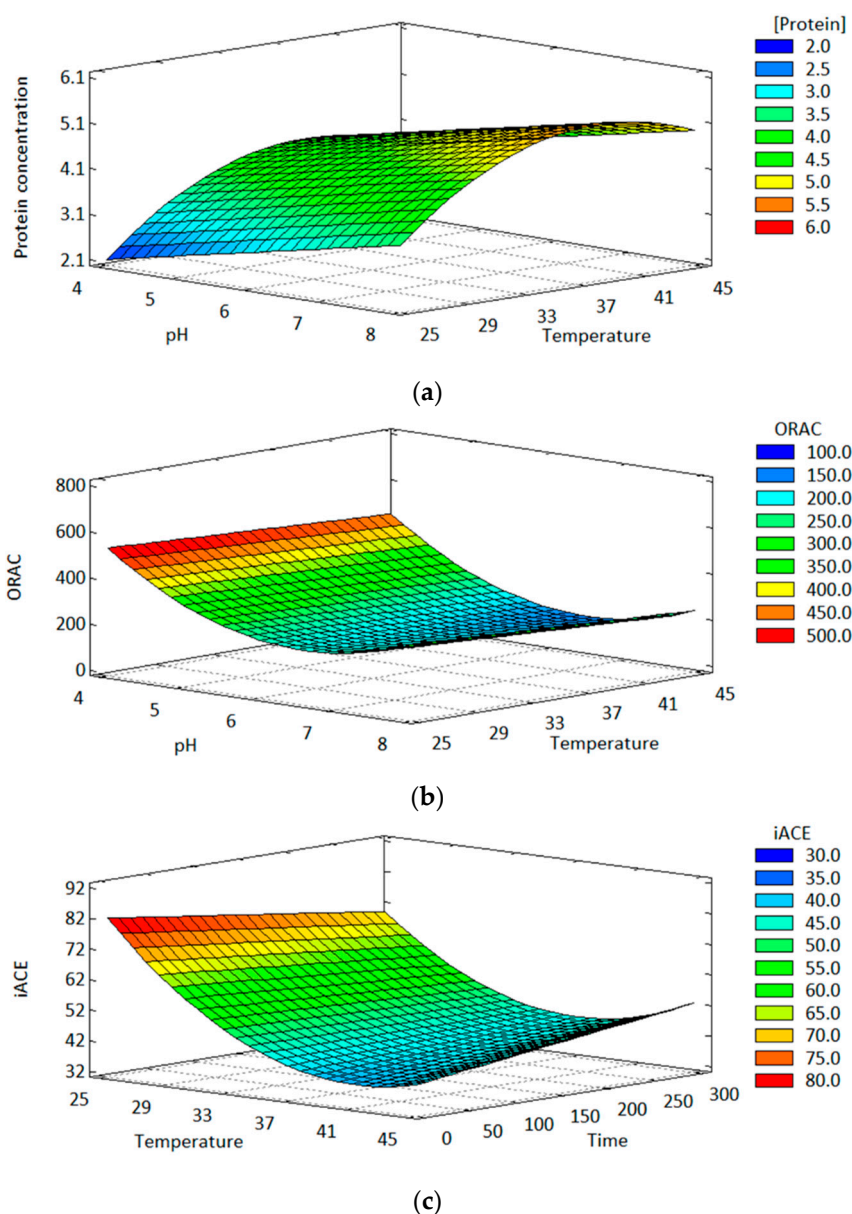 [Protein]
2.0
2.5
3.0
3.5
4.0
4.5
5.0
5.5
6.0
Protein concentration
6.1
5.1
4.1
3.1
2.1
4 5 6 7 8
pH
25 29 33 37 41 45
Temperature
(a)
ORAC
100.0
150.0
200.0
250.0
300.0
350.0
400.0
450.0
500.0
ORAC
800
600
400
200
0
4 5 6 7 8
pH
25 29 33 37 41 45
Temperature
(b)
iACE
30.0
35.0
40.0
45.0
50.0
55.0
60.0
65.0
70.0
75.0
80.0
iACE
92
82
72
62
52
42
32
25 29 33 37 41 45
Temperature
0 50 100 150 200 250 300
Time
(c)